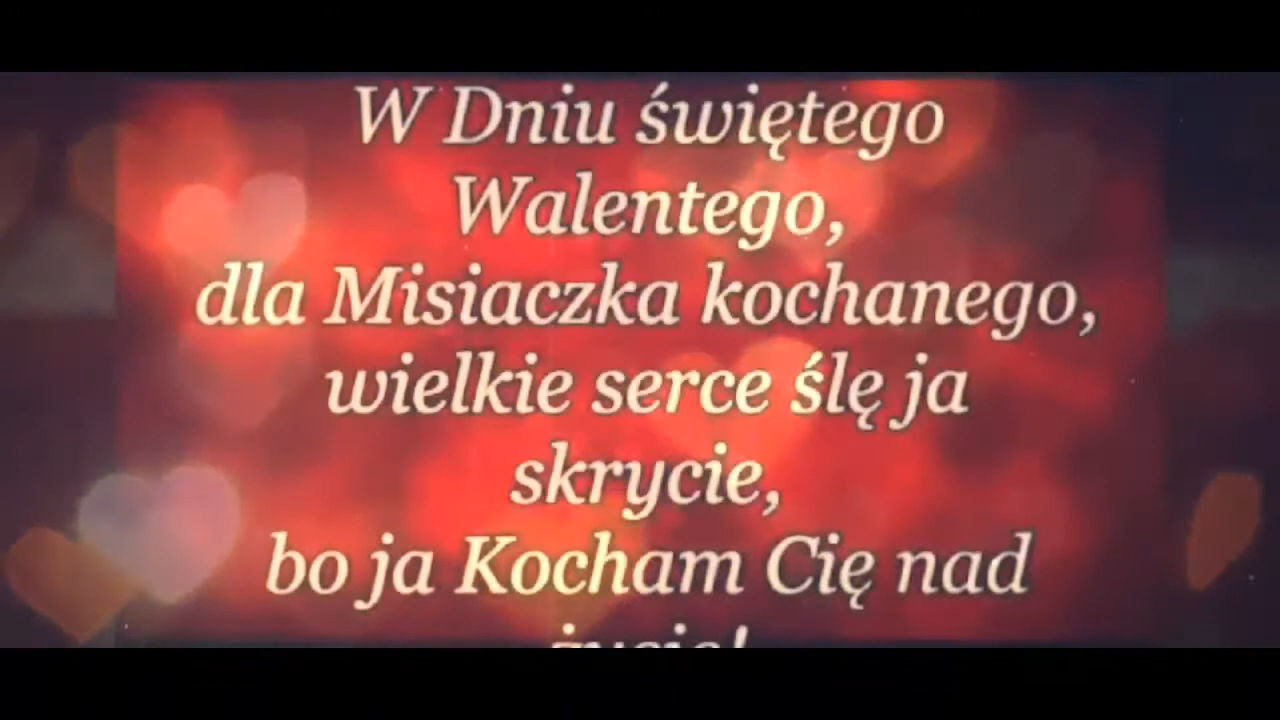 W Dniu świętego
Walentego,
dla Misiaczka kochanego,
wielkie serce ślę ja
skrycie,
bo ja Kocham Cię nad